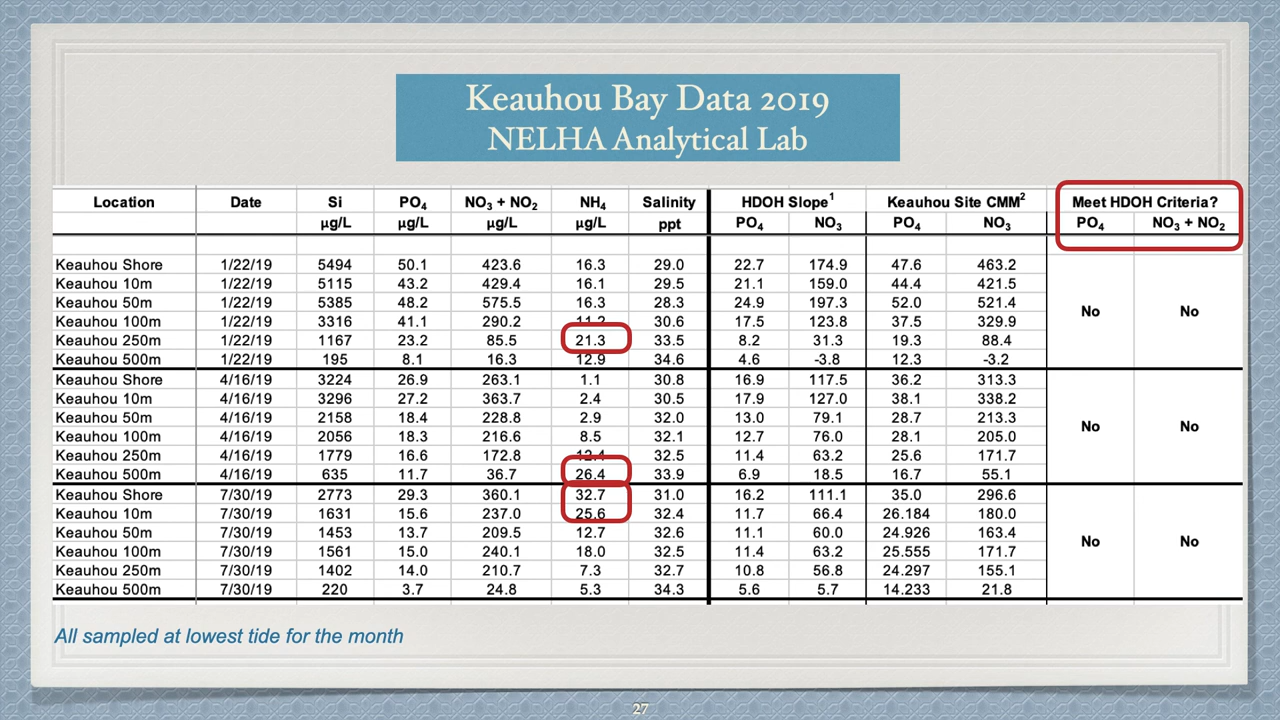 Keauhou Bay Data 2019
NELHA Analytical Lab
Location Date Si PO4 NO3 + NO2 NH4 Salinity HDOH Slope1 Keauhou Site CMM2 Meet HDOH Criteria?
µg/L µg/L µg/L µg/L ppt PO4 NO3 PO4 NO3 PO4 NO3 + NO2
Keauhou Shore 1/22/19 5494 50.1 423.6 16.3 29.0 22.7 174.9 47.6 463.2
Keauhou 10m 1/22/19 5115 43.2 429.4 16.1 29.5 21.1 159.0 44.4 421.5
Keauhou 50m 1/22/19 5385 48.2 575.5 16.3 28.3 24.9 197.3 52.0 521.4
No No
Keauhou 100m 1/22/19 3316 41.1 290.2 11.2 30.6 17.5 123.8 37.5 329.9
Keauhou 250m 1/22/19 1167 23.2 85.5 21.3 33.5 8.2 31.3 19.3 88.4
Keauhou 500m 1/22/19 195 8.1 16.3 12.9 34.6 4.6 -3.8 12.3 -3.2
Keauhou Shore 4/16/19 3224 26.9 263.1 1.1 30.8 16.9 117.5 36.2 313.3
Keauhou 10m 4/16/19 3296 27.2 363.7 2.4 30.5 17.9 127.0 38.1 338.2
Keauhou 50m 4/16/19 2158 18.4 228.8 2.9 32.0 13.0 79.1 28.7 213.3
No No
Keauhou 100m 4/16/19 2056 18.3 216.6 8.5 32.1 12.7 76.0 28.1 205.0
Keauhou 250m 4/16/19 1779 16.6 172.8 12.4 32.5 11.4 63.2 25.6 171.7
Keauhou 500m 4/16/19 635 11.7 36.7 26.4 33.9 6.9 18.5 16.7 55.1
Keauhou Shore 7/30/19 2773 29.3 360.1 32.7 31.0 16.2 111.1 35.0 296.6
Keauhou 10m 7/30/19 1631 15.6 237.0 25.6 32.4 11.7 66.4 26.184 180.0
Keauhou 50m 7/30/19 1453 13.7 209.5 12.7 32.6 11.1 60.0 24.926 163.4
No No
Keauhou 100m 7/30/19 1561 15.0 240.1 18.0 32.5 11.4 63.2 25.555 171.7
Keauhou 250m 7/30/19 1402 14.0 210.7 7.3 32.7 10.8 56.8 24.297 155.1
Keauhou 500m 7/30/19 220 3.7 24.8 5.3 34.3 5.6 5.7 14.233 21.8
All sampled at lowest tide for the month
27